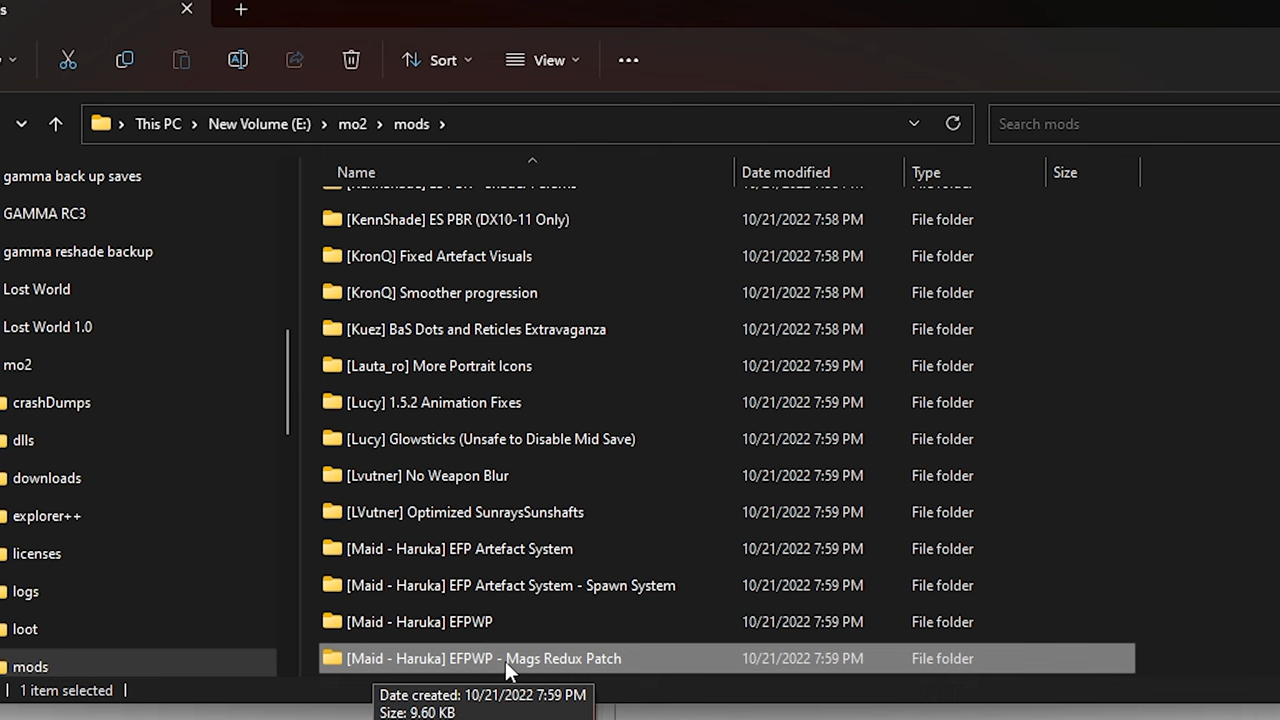 s
Sort
View
This PC > New Volume (E:) > mo2 > mods >
Search mods
gamma back up saves
GAMMA RC3
gamma reshade backup
Lost World
Lost World 1.0
mo2
crashDumps
dlls
downloads
explorer++
licenses
logs
loot
mods
Name Date modified Type Size
[KennShade] ES PBR (DX10-11 Only) 10/21/2022 7:58 PM File folder
[KronQ] Fixed Artefact Visuals 10/21/2022 7:58 PM File folder
[KronQ] Smoother progression 10/21/2022 7:58 PM File folder
[Kuez] BaS Dots and Reticles Extravaganza 10/21/2022 7:58 PM File folder
[Lauta_ro] More Portrait Icons 10/21/2022 7:59 PM File folder
[Lucy] 1.5.2 Animation Fixes 10/21/2022 7:59 PM File folder
[Lucy] Glowsticks (Unsafe to Disable Mid Save) 10/21/2022 7:59 PM File folder
[Lvutner] No Weapon Blur 10/21/2022 7:59 PM File folder
[LVutner] Optimized SunraysSunshafts 10/21/2022 7:59 PM File folder
[Maid - Haruka] EFP Artefact System 10/21/2022 7:59 PM File folder
[Maid - Haruka] EFP Artefact System - Spawn System 10/21/2022 7:59 PM File folder
[Maid - Haruka] EFPWP 10/21/2022 7:59 PM File folder
[Maid - Haruka] EFPWP - Mags Redux Patch 10/21/2022 7:59 PM File folder
1 item selected
Date created: 10/21/2022 7:59 PM
Size: 9.60 KB